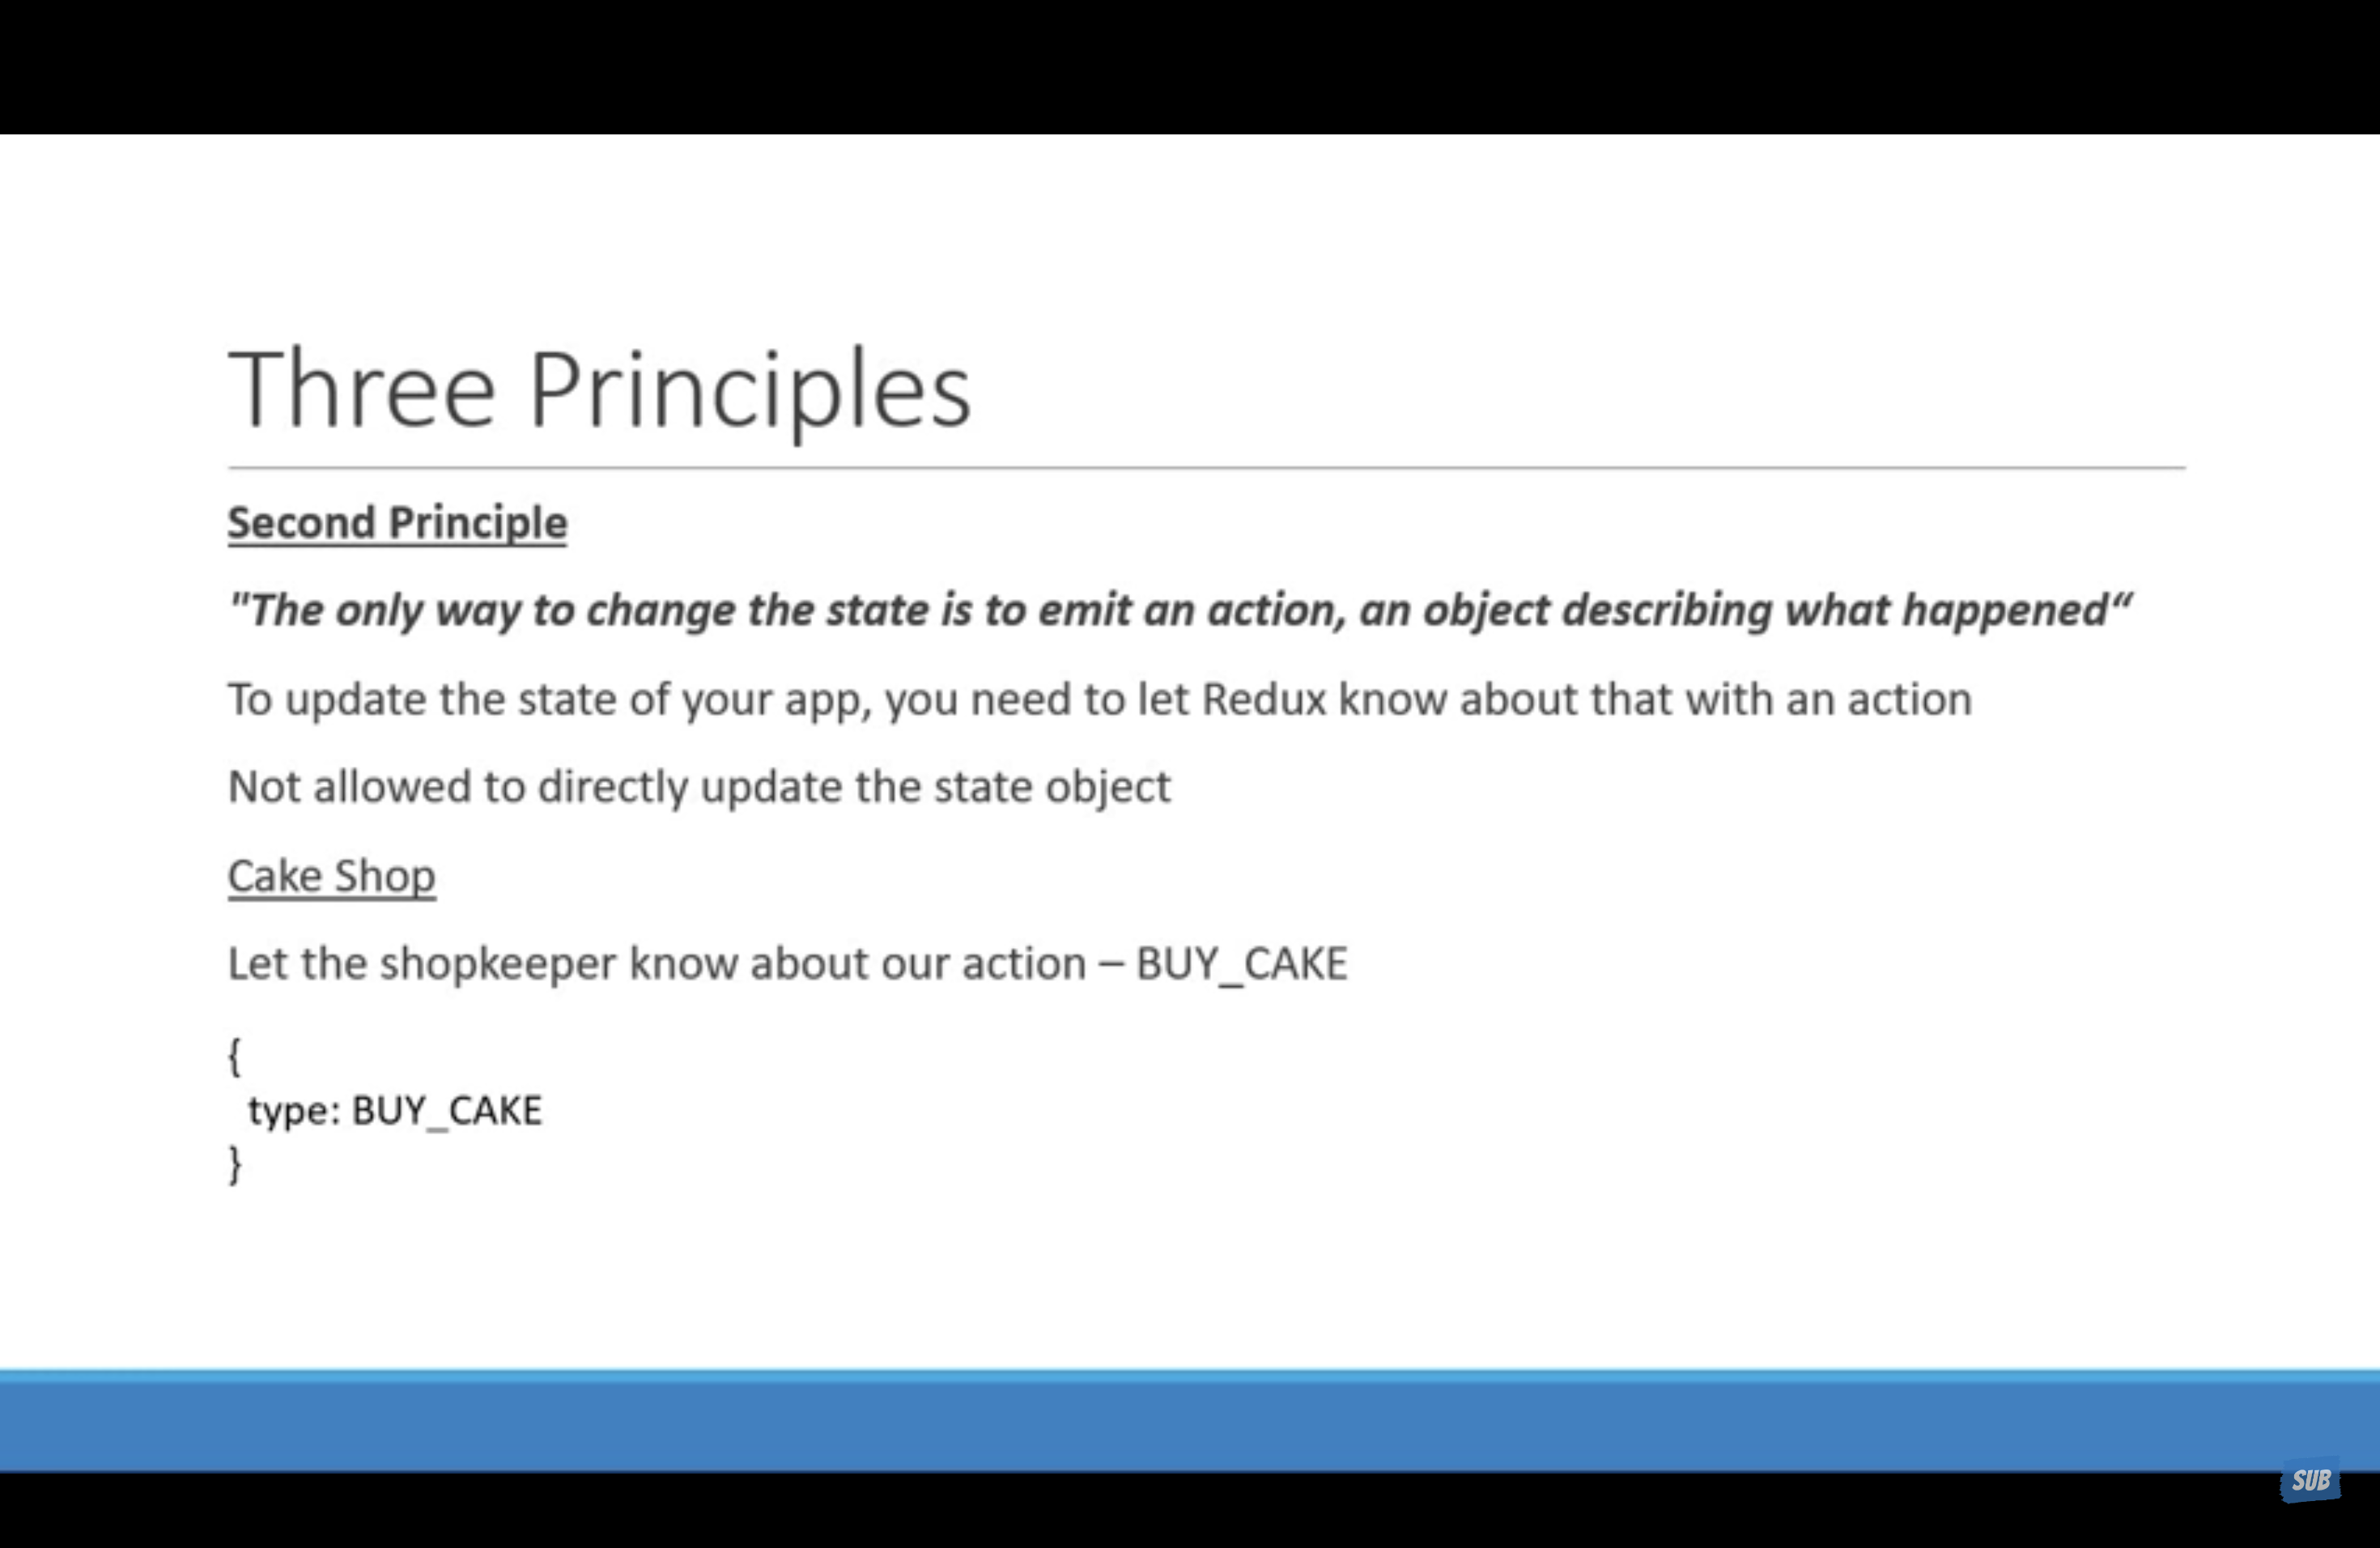 Three Principles
Second Principle
"The only way to change the state is to emit an action, an object describing what happened“
To update the state of your app, you need to let Redux know about that with an action
Not allowed to directly update the state object
Cake Shop
Let the shopkeeper know about our action – BUY_CAKE
{
type: BUY_CAKE
}
SUB